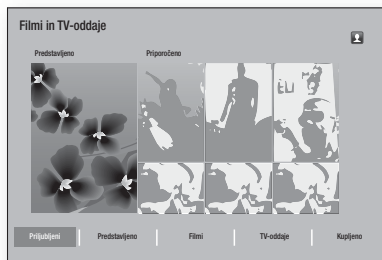 Filmi in TV-oddaje
Predstavljeno Priporočeno
Priljubljeni Predstavljeno Filmi TV-oddaje Kupljeno